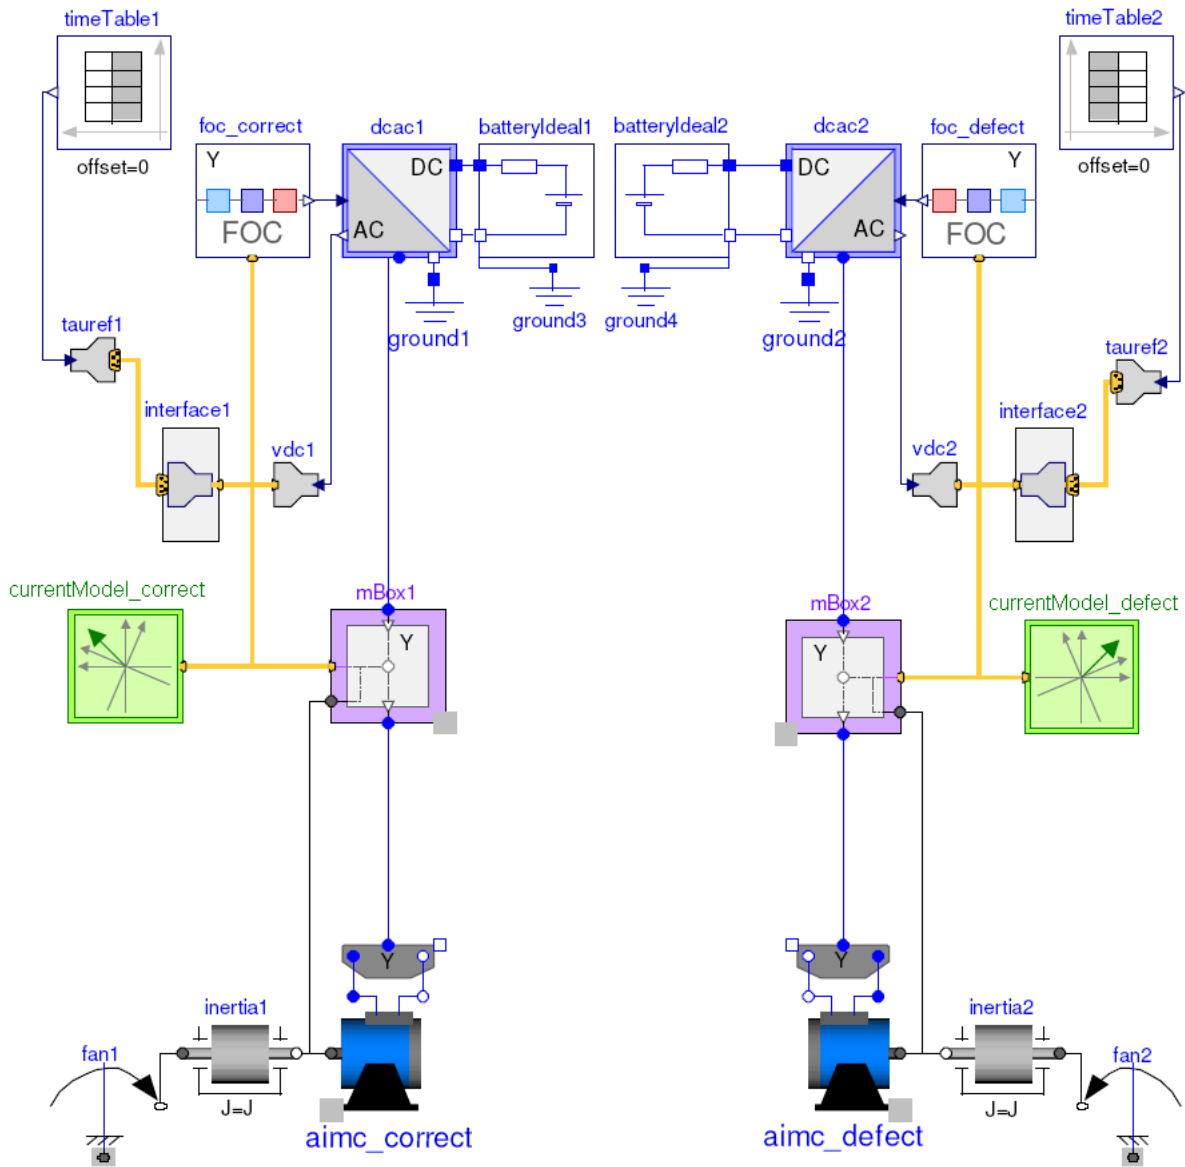 timeTable1
timeTable2
foc_correct
dcac1
batteryIdeal1
batteryIdeal2
dcac2
foc_defect
offset=0
offset=0
Y
DC
DC
Y
FOC
AC
AC
FOC
ground1
ground3
ground4
ground2
tauref1
tauref2
interface1
interface2
vdc1
vdc2
currentModel_correct
mBox1
mBox2
currentModel_defect
Y
Y
Y
Y
inertia1
inertia2
fan1
fan2
J=J
J=J
aimc_correct
aimc_defect